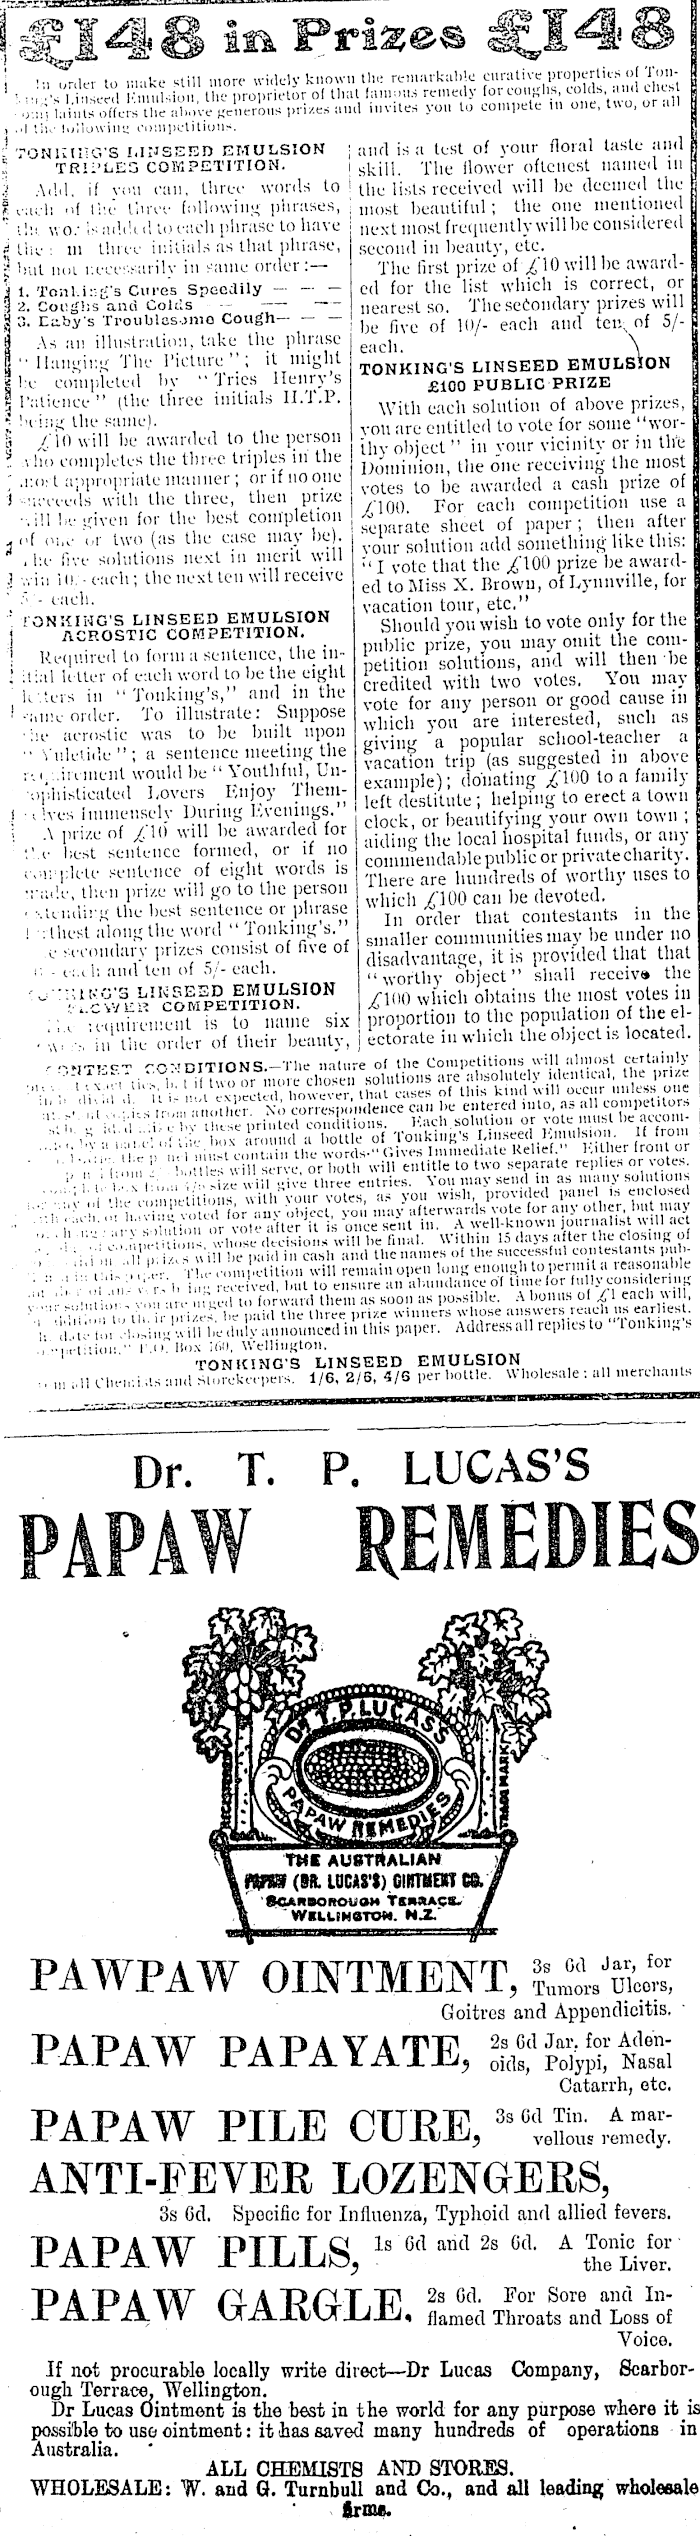 £148 in Prizes £148
In order to make still more widely known the remarkable curative properties of Ton-
king's Linseed Emulsion, the proprietor of that famous remedy for coughs, colds, and chest
complaints offers the above generous prizes and invites you to compete in one, two, or all
of the following competitions.
TONKING'S LINSEED EMULSION
TRIPLES COMPETITION.
Add, if you can, three words to
each of the three following phrases,
the is added to each phrase to have
the three initials as that phrase,
but not necessarily in same order:—
1. Tonking's Cures Speedily — — —
2. Coughs and Colds — — —
3. Baby's Troublesome Cough— — —
As an illustration, take the phrase
"Hanging The Picture"; it might
be completed by "Tries Henry's
Patience" (the three initials H.T.P.
being the same).
£10 will be awarded to the person
who completes the three triples in the
most appropriate manner; or if no one
succeeds with the three, then prize
will be given for the best completion
of one or two (as the case may be).
The five solutions next in merit will
win 10/- each; the next ten will receive
5/- each.
TONKING'S LINSEED EMULSION
ACROSTIC COMPETITION.
Required to form a sentence, the in-
itial letter of each word to be the eight
letters in "Tonking's," and in the
same order. To illustrate: Suppose
the acrostic was to be built upon
"Yuletide"; a sentence meeting the
requirement would be "Youthful, Un-
sophisticated Lovers Enjoy Them-
selves Immensely During Evenings."
A prize of £10 will be awarded for
the best sentence formed, or if no
complete sentence of eight words is
made, then prize will go to the person
extending the best sentence or phrase
furthest along the word "Tonking's."
secondary prizes consist of five of
each and ten of 5/- each.
TONKING'S LINSEED EMULSION
FLOWER COMPETITION.
The requirement is to name six
flowers in the order of their beauty,
and is a test of your floral taste and
skill. The flower oftenest named in
the lists received will be deemed the
most beautiful; the one mentioned
next most frequently will be considered
second in beauty, etc.
The first prize of £10 will be award-
ed for the list which is correct, or
nearest so. The secondary prizes will
be five of 10/- each and ten of 5/-
each.
TONKING'S LINSEED EMULSION
£100 PUBLIC PRIZE
With each solution of above prizes,
you are entitled to vote for some "wor-
thy object" in your vicinity or in the
Dominion, the one receiving the most
votes to be awarded a cash prize of
£100. For each competition use a
separate sheet of paper; then after
your solution add something like this:
"I vote that the £100 prize be award-
ed to Miss X. Brown, of Lynnville, for
vacation tour, etc."
Should you wish to vote only for the
public prize, you may omit the com-
petition solutions, and will then be
credited with two votes. You may
vote for any person or good cause in
which you are interested, such as
giving a popular school-teacher a
vacation trip (as suggested in above
example); donating £100 to a family
left destitute; helping to erect a town
clock, or beautifying your own town;
aiding the local hospital funds, or any
commendable public or private charity.
There are hundreds of worthy uses to
which £100 can be devoted.
In order that contestants in the
smaller communities may be under no
disadvantage, it is provided that that
"worthy object" shall receive the
£100 which obtains the most votes in
proportion to the population of the el-
ectorate in which the object is located.
CONTEST CONDITIONS.—The nature of the Competitions will almost certainly
but if two or more chosen solutions are absolutely identical, the prize
It is not expected, however, that cases of this kind will occur unless one
copies from another. No correspondence can be entered into, as all competitors
by these printed conditions. Each solution or vote must be accom-
of the box around a bottle of Tonking's Linseed Emulsion. If from
the must contain the words "Gives Immediate Relief." Either front or
from bottles will serve, or both will entitle to two separate replies or votes.
box from size will give three entries. You may send in as many solutions
any of the competitions, with your votes, as you wish, provided panel is enclosed
with each, or having voted for any object, you may afterwards vote for any other, but may
any solution or vote after it is once sent in. A well-known journalist will act
of competitions, whose decisions will be final. Within 15 days after the closing of
all prizes will be paid in cash and the names of the successful contestants pub-
in this paper. The competition will remain open long enough to permit a reasonable
of answers being received, but to ensure an abundance of time for fully considering
your solutions you are urged to forward them as soon as possible. A bonus of £1 each will,
addition to their prizes, be paid the three prize winners whose answers reach us earliest.
date for closing will be duly announced in this paper. Address all replies to "Tonking's
Competition," P.O. Box 160, Wellington.
TONKING'S LINSEED EMULSION
From all Chemists and Storekeepers. 1/6, 2/6, 4/6 per bottle. Wholesale: all merchants
Dr. T. P. LUCAS'S
PAPAW REMEDIES
DR. T.P. LUCAS'S
PAPAW REMEDIES
REGISTERED
TRADE MARK
THE AUSTRALIAN
PAPAW (DR. LUCAS'S) OINTMENT CO.
SCARBOROUGH TERRACE.
WELLINGTON. N.Z.
PAWPAW OINTMENT, 3s 6d Jar, for
Tumors Ulcers,
Goitres and Appendicitis.
PAPAW PAPAYATE, 2s 6d Jar, for Aden-
oids, Polypi, Nasal
Catarrh, etc.
PAPAW PILE CURE, 3s 6d Tin. A mar-
vellous remedy.
ANTI-FEVER LOZENGERS,
3s 6d. Specific for Influenza, Typhoid and allied fevers.
PAPAW PILLS, 1s 6d and 2s 6d. A Tonic for
the Liver.
PAPAW GARGLE. 2s 6d. For Sore and In-
flamed Throats and Loss of
Voice.
If not procurable locally write direct—Dr Lucas Company, Scarbor-
ough Terrace, Wellington.
Dr Lucas Ointment is the best in the world for any purpose where it is
possible to use ointment: it has saved many hundreds of operations in
Australia.
ALL CHEMISTS AND STORES.
WHOLESALE: W. and G. Turnbull and Co., and all leading wholesale
firms.